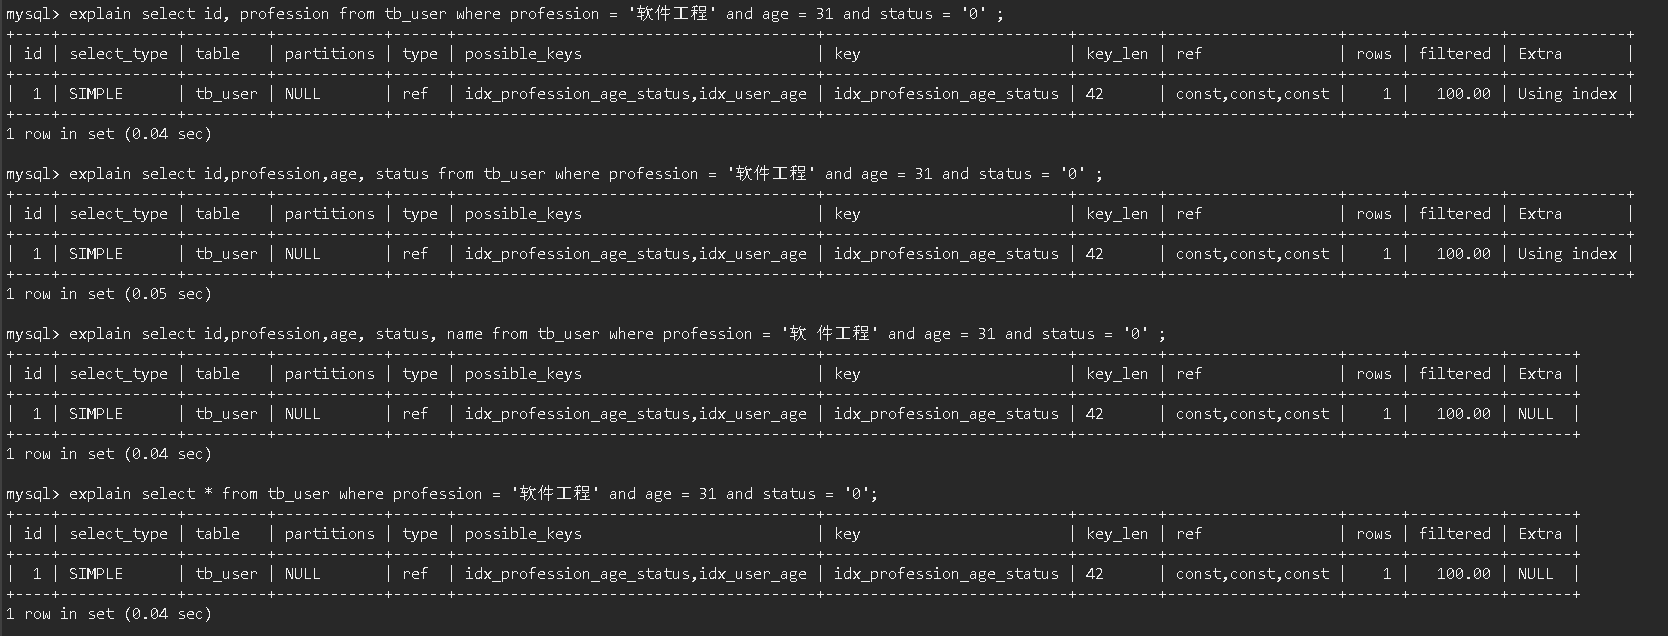 mysql> explain select id, profession from tb_user where profession = '软件工程' and age = 31 and status = '0' ;
+----+-------------+---------+------------+------+----------------------------------------+----------------------------+---------+-------------------+------+----------+-------------+
| id | select_type | table   | partitions | type | possible_keys                          | key                       | key_len | ref               | rows | filtered | Extra       |
+----+-------------+---------+------------+------+----------------------------------------+----------------------------+---------+-------------------+------+----------+-------------+
|  1 | SIMPLE      | tb_user | NULL       | ref  | idx_profession_age_status,idx_user_age | idx_profession_age_status | 42      | const,const,const |    1 |   100.00 | Using index |
+----+-------------+---------+------------+------+----------------------------------------+----------------------------+---------+-------------------+------+----------+-------------+
1 row in set (0.04 sec)
mysql> explain select id,profession,age, status from tb_user where profession = '软件工程' and age = 31 and status = '0' ;
+----+-------------+---------+------------+------+----------------------------------------+----------------------------+---------+-------------------+------+----------+-------------+
| id | select_type | table   | partitions | type | possible_keys                          | key                       | key_len | ref               | rows | filtered | Extra       |
+----+-------------+---------+------------+------+----------------------------------------+----------------------------+---------+-------------------+------+----------+-------------+
|  1 | SIMPLE      | tb_user | NULL       | ref  | idx_profession_age_status,idx_user_age | idx_profession_age_status | 42      | const,const,const |    1 |   100.00 | Using index |
+----+-------------+---------+------------+------+----------------------------------------+----------------------------+---------+-------------------+------+----------+-------------+
1 row in set (0.05 sec)
mysql> explain select id,profession,age, status, name from tb_user where profession = '软 件工程' and age = 31 and status = '0' ;
+----+-------------+---------+------------+------+----------------------------------------+----------------------------+---------+-------------------+------+----------+-------+
| id | select_type | table   | partitions | type | possible_keys                          | key                       | key_len | ref               | rows | filtered | Extra |
+----+-------------+---------+------------+------+----------------------------------------+----------------------------+---------+-------------------+------+----------+-------+
|  1 | SIMPLE      | tb_user | NULL       | ref  | idx_profession_age_status,idx_user_age | idx_profession_age_status | 42      | const,const,const |    1 |   100.00 | NULL  |
+----+-------------+---------+------------+------+----------------------------------------+----------------------------+---------+-------------------+------+----------+-------+
1 row in set (0.04 sec)
mysql> explain select * from tb_user where profession = '软件工程' and age = 31 and status = '0';
+----+-------------+---------+------------+------+----------------------------------------+----------------------------+---------+-------------------+------+----------+-------+
| id | select_type | table   | partitions | type | possible_keys                          | key                       | key_len | ref               | rows | filtered | Extra |
+----+-------------+---------+------------+------+----------------------------------------+----------------------------+---------+-------------------+------+----------+-------+
|  1 | SIMPLE      | tb_user | NULL       | ref  | idx_profession_age_status,idx_user_age | idx_profession_age_status | 42      | const,const,const |    1 |   100.00 | NULL  |
+----+-------------+---------+------------+------+----------------------------------------+----------------------------+---------+-------------------+------+----------+-------+
1 row in set (0.04 sec)